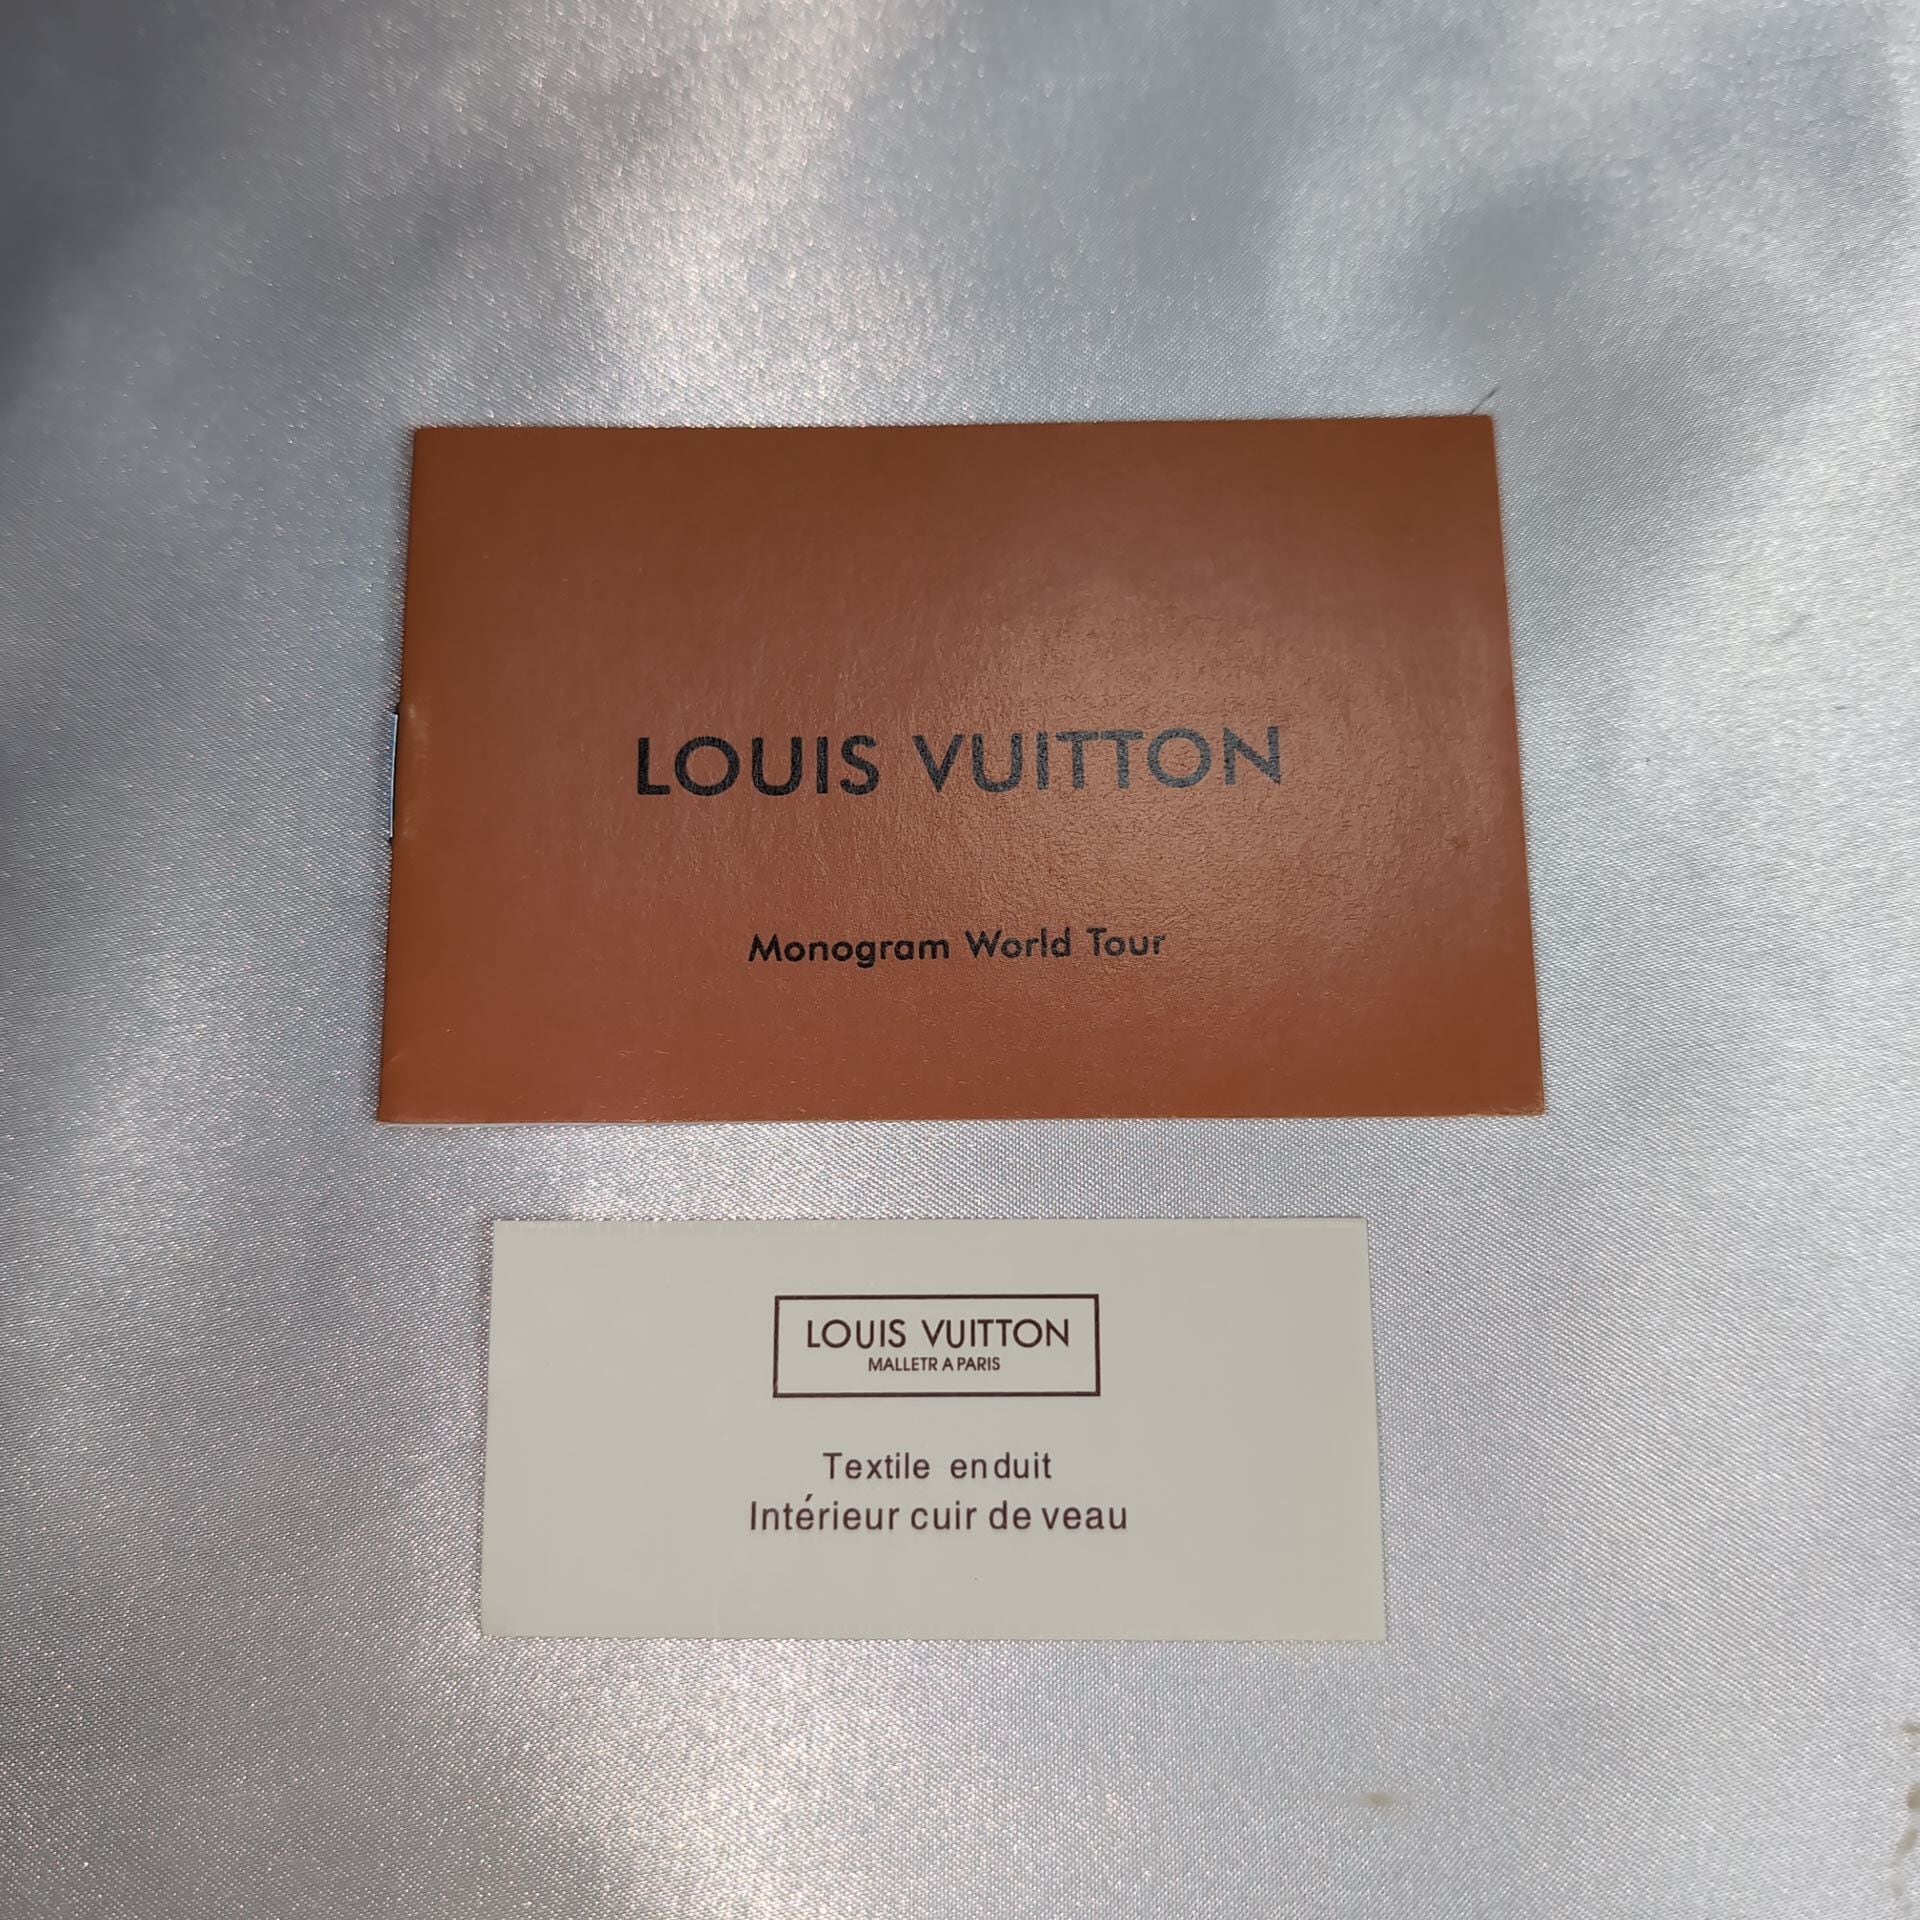 LOUIS VUITTON
Monogram World Tour
LOUIS VUITTON
MALLETR A PARIS
Textile enduit
Intérieur cuir de veau